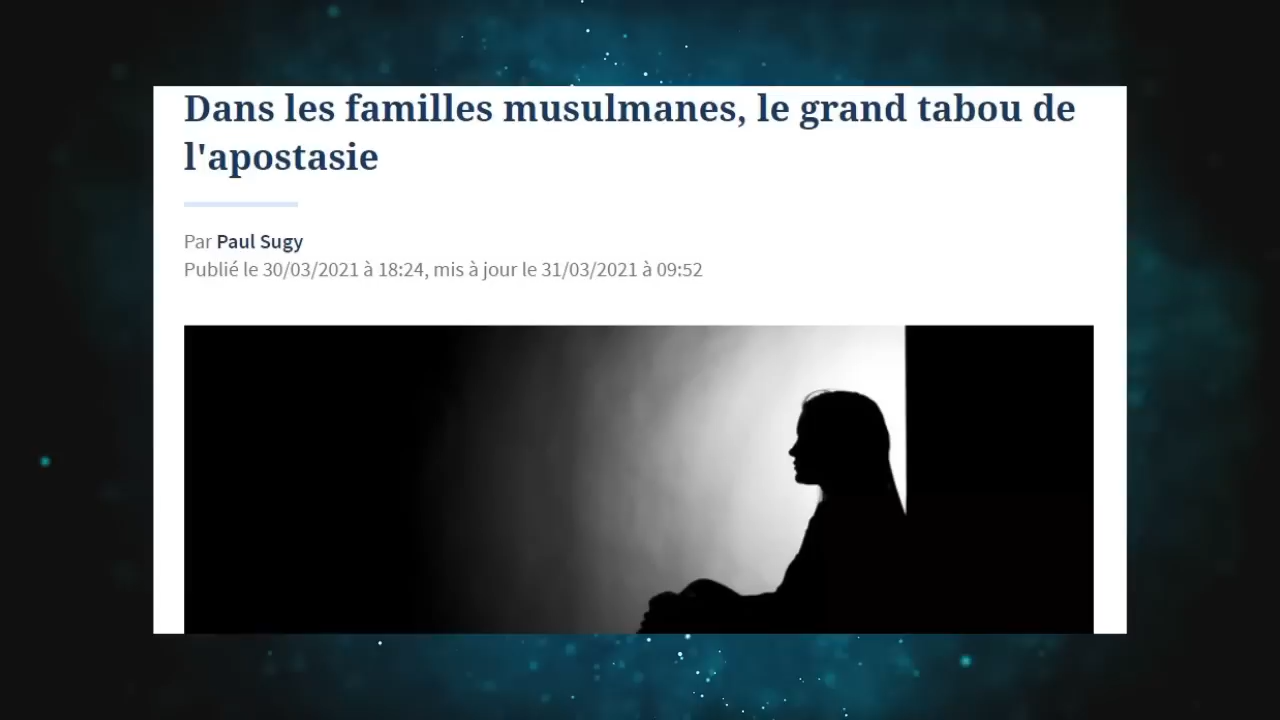 Dans les familles musulmanes, le grand tabou de
l'apostasie
Par Paul Sugy
Publié le 30/03/2021 à 18:24, mis à jour le 31/03/2021 à 09:52